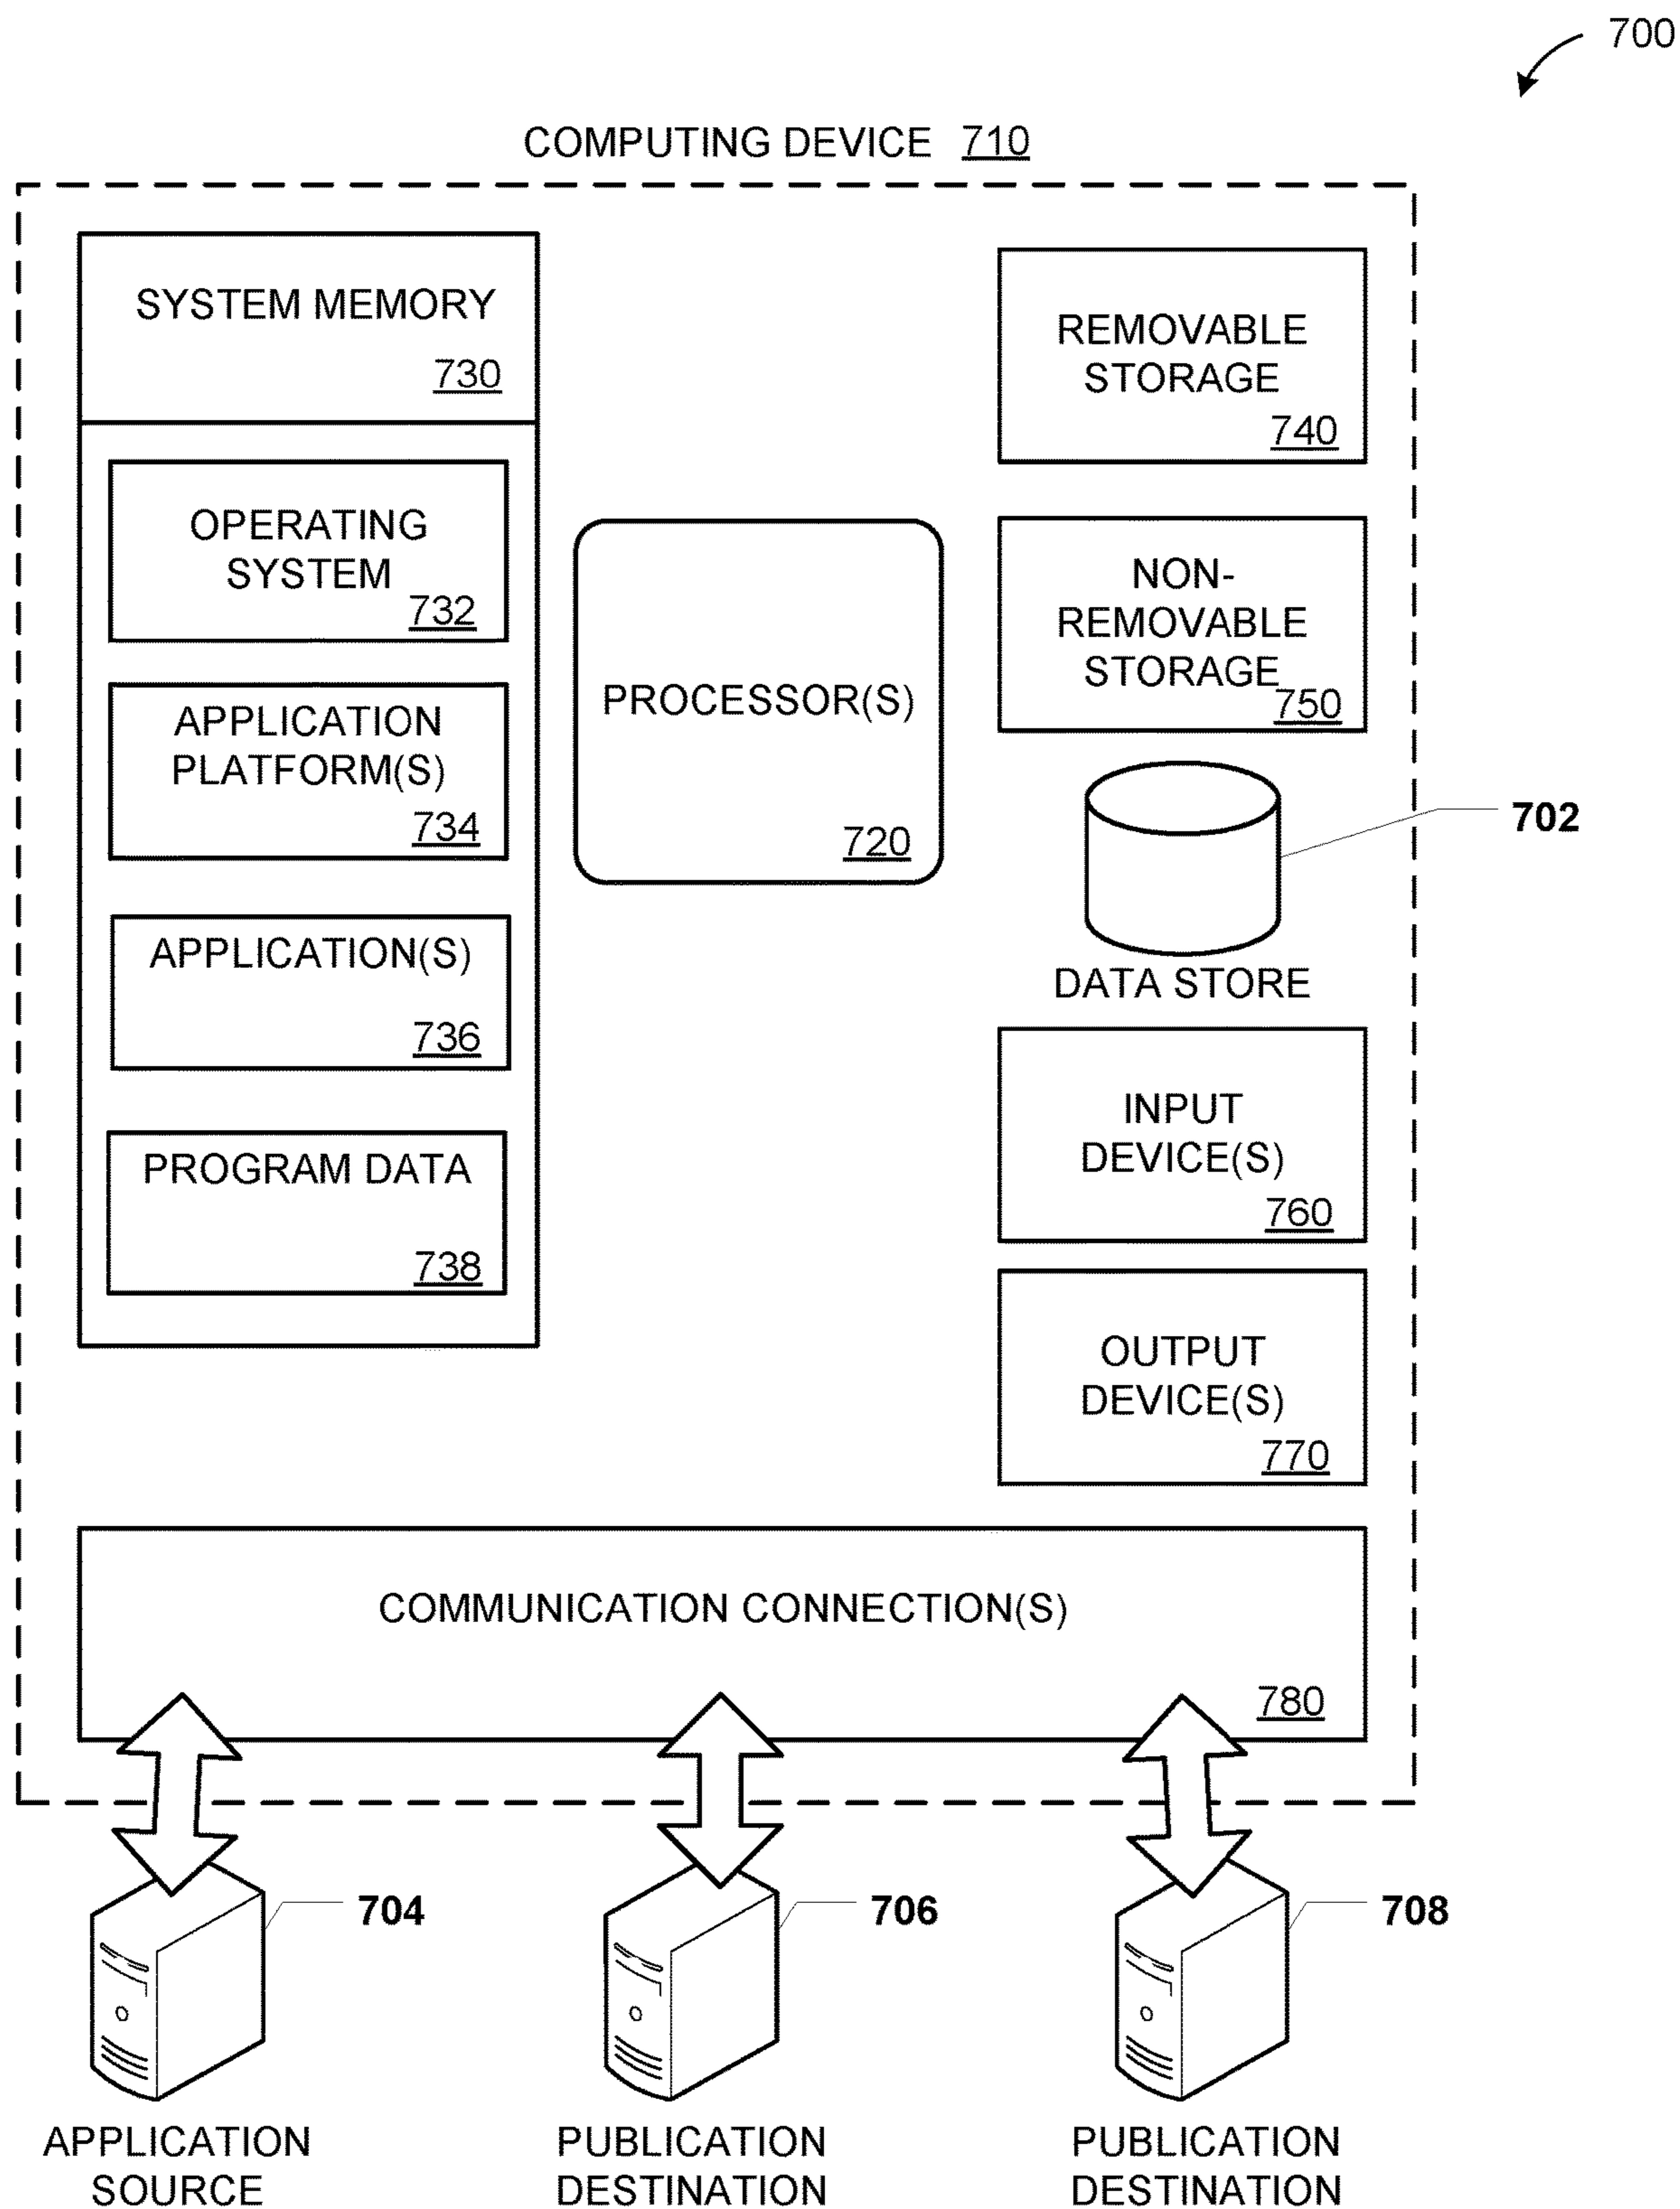 700
COMPUTING DEVICE 710
SYSTEM MEMORY
730
OPERATING
SYSTEM
732
APPLICATION
PLATFORM(S)
734
APPLICATION(S)
736
PROGRAM DATA
738
PROCESSOR(S)
720
REMOVABLE
STORAGE
740
NON-
REMOVABLE
STORAGE
750
702
DATA STORE
INPUT
DEVICE(S)
760
OUTPUT
DEVICE(S)
770
COMMUNICATION CONNECTION(S)
780
704
706
708
APPLICATION
SOURCE
PUBLICATION
DESTINATION
PUBLICATION
DESTINATION